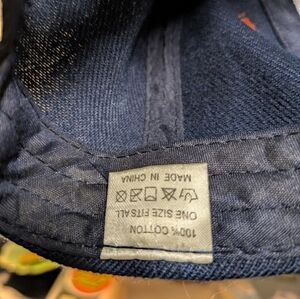 100% COTTON
ONE SIZE FITS ALL
MADE IN CHINA